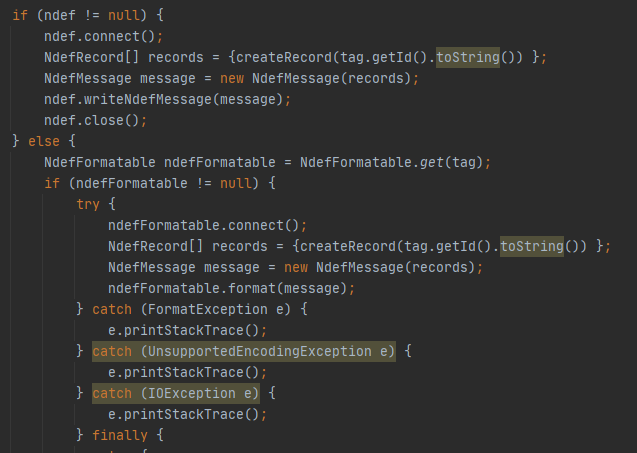 if (ndef != null) {
ndef.connect();
NdefRecord[] records = {createRecord(tag.getId().toString()) };
NdefMessage message = new NdefMessage(records);
ndef.writeNdefMessage(message);
ndef.close();
} else {
NdefFormatable ndefFormatable = NdefFormatable.get(tag);
if (ndefFormatable != null) {
try {
ndefFormatable.connect();
NdefRecord[] records = {createRecord(tag.getId().toString()) };
NdefMessage message = new NdefMessage(records);
ndefFormatable.format(message);
} catch (FormatException e) {
e.printStackTrace();
} catch (UnsupportedEncodingException e) {
e.printStackTrace();
} catch (IOException e) {
e.printStackTrace();
} finally {